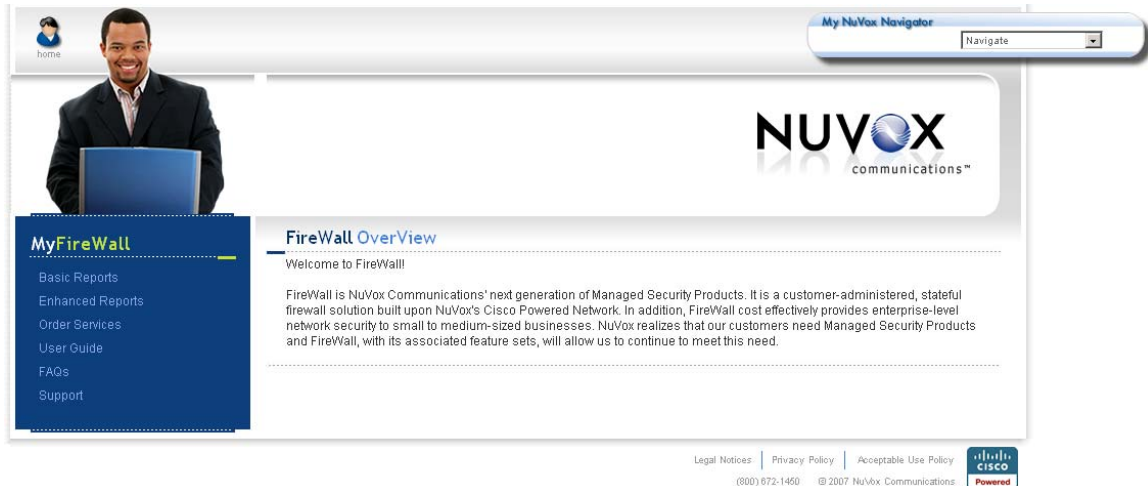 home
My NuVox Navigator
Navigate
NUVOX
communications™
MyFireWall
Basic Reports
Enhanced Reports
Order Services
User Guide
FAQs
Support
FireWall OverView
Welcome to FireWall!
FireWall is NuVox Communications' next generation of Managed Security Products. It is a customer-administered, stateful
firewall solution built upon NuVox's Cisco Powered Network. In addition, FireWall cost effectively provides enterprise-level
network security to small to medium-sized businesses. NuVox realizes that our customers need Managed Security Products
and FireWall, with its associated feature sets, will allow us to continue to meet this need.
Legal Notices | Privacy Policy | Acceptable Use Policy
(800) 672-1450 © 2007 NuVox Communications
CISCO
Powered